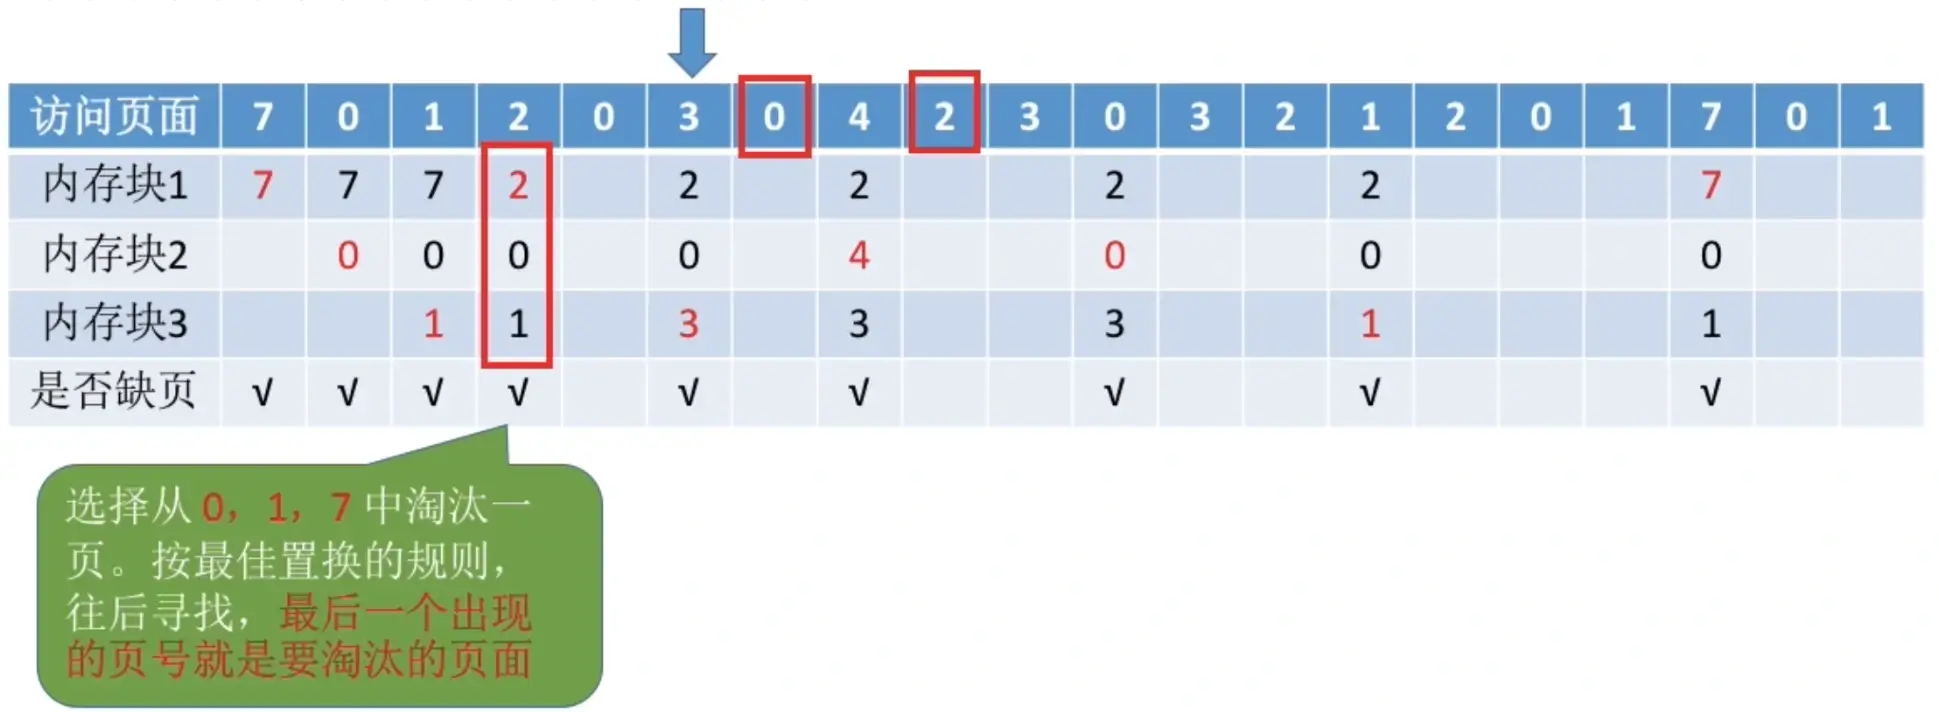 访问页面 7 0 1 2 0 3 0 4 2 3 0 3 2 1 2 0 1 7 0 1
内存块1 7 7 7 2 2 2 2 2 7
内存块2 0 0 0 0 4 0 0 0
内存块3 1 1 3 3 3 1 1
是否缺页 √ √ √ √ √ √ √ √ √
选择从 0，1，7 中淘汰一
页。按最佳置换的规则，
往后寻找，最后一个出现
的页号就是要淘汰的页面